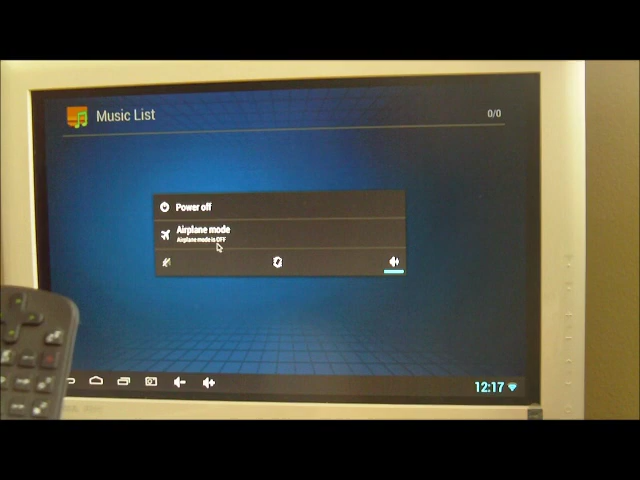 Music List
0/0
Power off
Airplane mode
Airplane mode is OFF
12:17